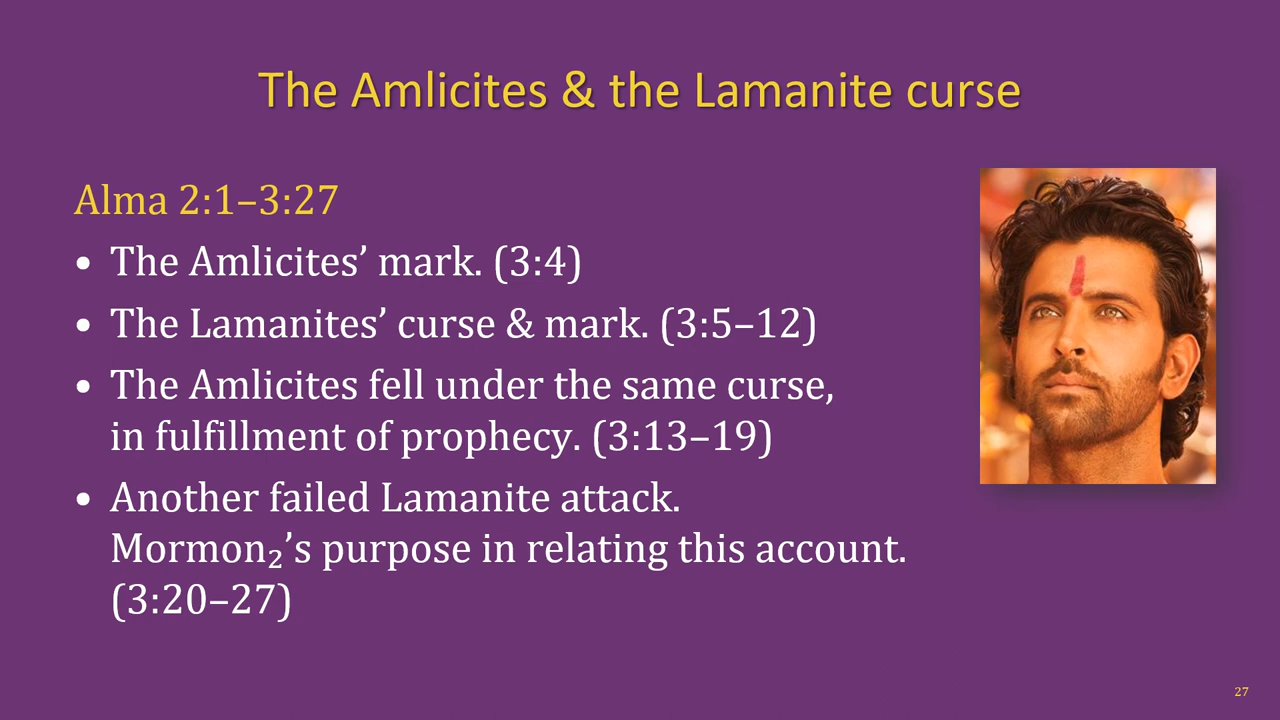 The Amlicites & the Lamanite curse
Alma 2:1–3:27
• The Amlicites’ mark. (3:4)
• The Lamanites’ curse & mark. (3:5–12)
• The Amlicites fell under the same curse,
in fulfillment of prophecy. (3:13–19)
• Another failed Lamanite attack.
Mormon₂’s purpose in relating this account.
(3:20–27)
27